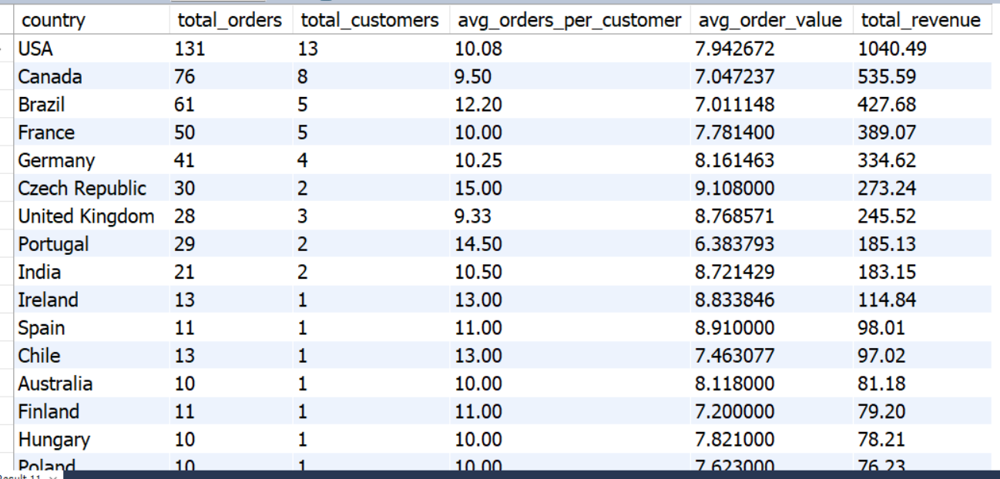 country total_orders total_customers avg_orders_per_customer avg_order_value total_revenue
USA 131 13 10.08 7.942672 1040.49
Canada 76 8 9.50 7.047237 535.59
Brazil 61 5 12.20 7.011148 427.68
France 50 5 10.00 7.781400 389.07
Germany 41 4 10.25 8.161463 334.62
Czech Republic 30 2 15.00 9.108000 273.24
United Kingdom 28 3 9.33 8.768571 245.52
Portugal 29 2 14.50 6.383793 185.13
India 21 2 10.50 8.721429 183.15
Ireland 13 1 13.00 8.833846 114.84
Spain 11 1 11.00 8.910000 98.01
Chile 13 1 13.00 7.463077 97.02
Australia 10 1 10.00 8.118000 81.18
Finland 11 1 11.00 7.200000 79.20
Hungary 10 1 10.00 7.821000 78.21
Poland 10 1 10.00 7.623000 76.23
Result 11